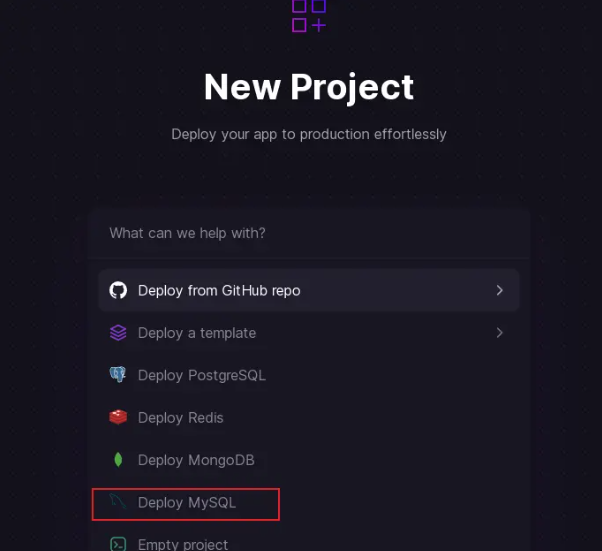 New Project
Deploy your app to production effortlessly
What can we help with?
Deploy from GitHub repo
Deploy a template
Deploy PostgreSQL
Deploy Redis
Deploy MongoDB
Deploy MySQL
Empty project